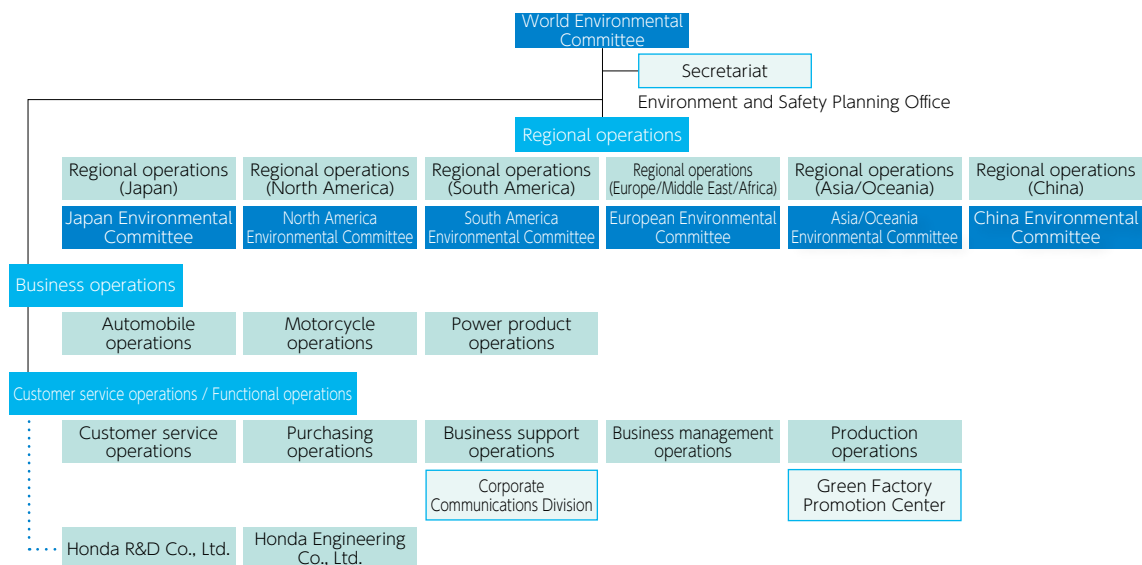 World Environmental
Committee
Secretariat
Environment and Safety Planning Office
Regional operations
Regional operations
(Japan)
Regional operations
(North America)
Regional operations
(South America)
Regional operations
(Europe/Middle East/Africa)
Regional operations
(Asia/Oceania)
Regional operations
(China)
Japan Environmental
Committee
North America
Environmental Committee
South America
Environmental Committee
European Environmental
Committee
Asia/Oceania
Environmental Committee
China Environmental
Committee
Business operations
Automobile
operations
Motorcycle
operations
Power product
operations
Customer service operations / Functional operations
Customer service
operations
Purchasing
operations
Business support
operations
Business management
operations
Production
operations
Corporate
Communications Division
Green Factory
Promotion Center
Honda R&D Co., Ltd.
Honda Engineering
Co., Ltd.